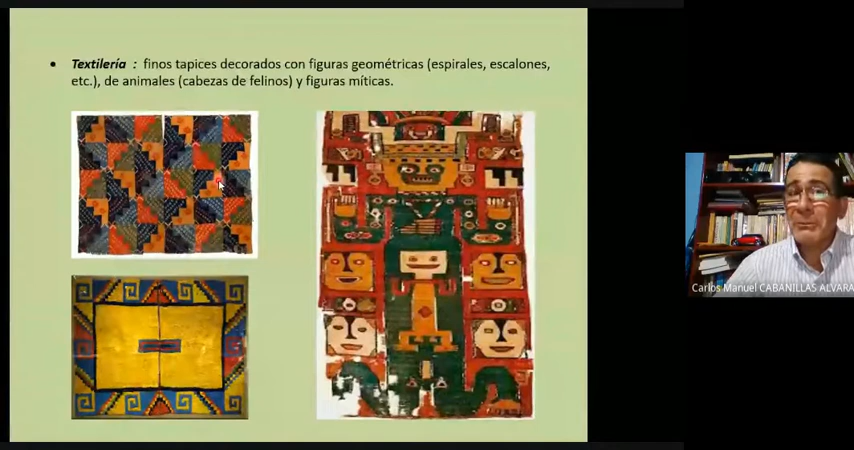 • Textilería : finos tapices decorados con figuras geométricas (espirales, escalones,
etc.), de animales (cabezas de felinos) y figuras míticas.
Carlos Manuel CABANILLAS ALVARA